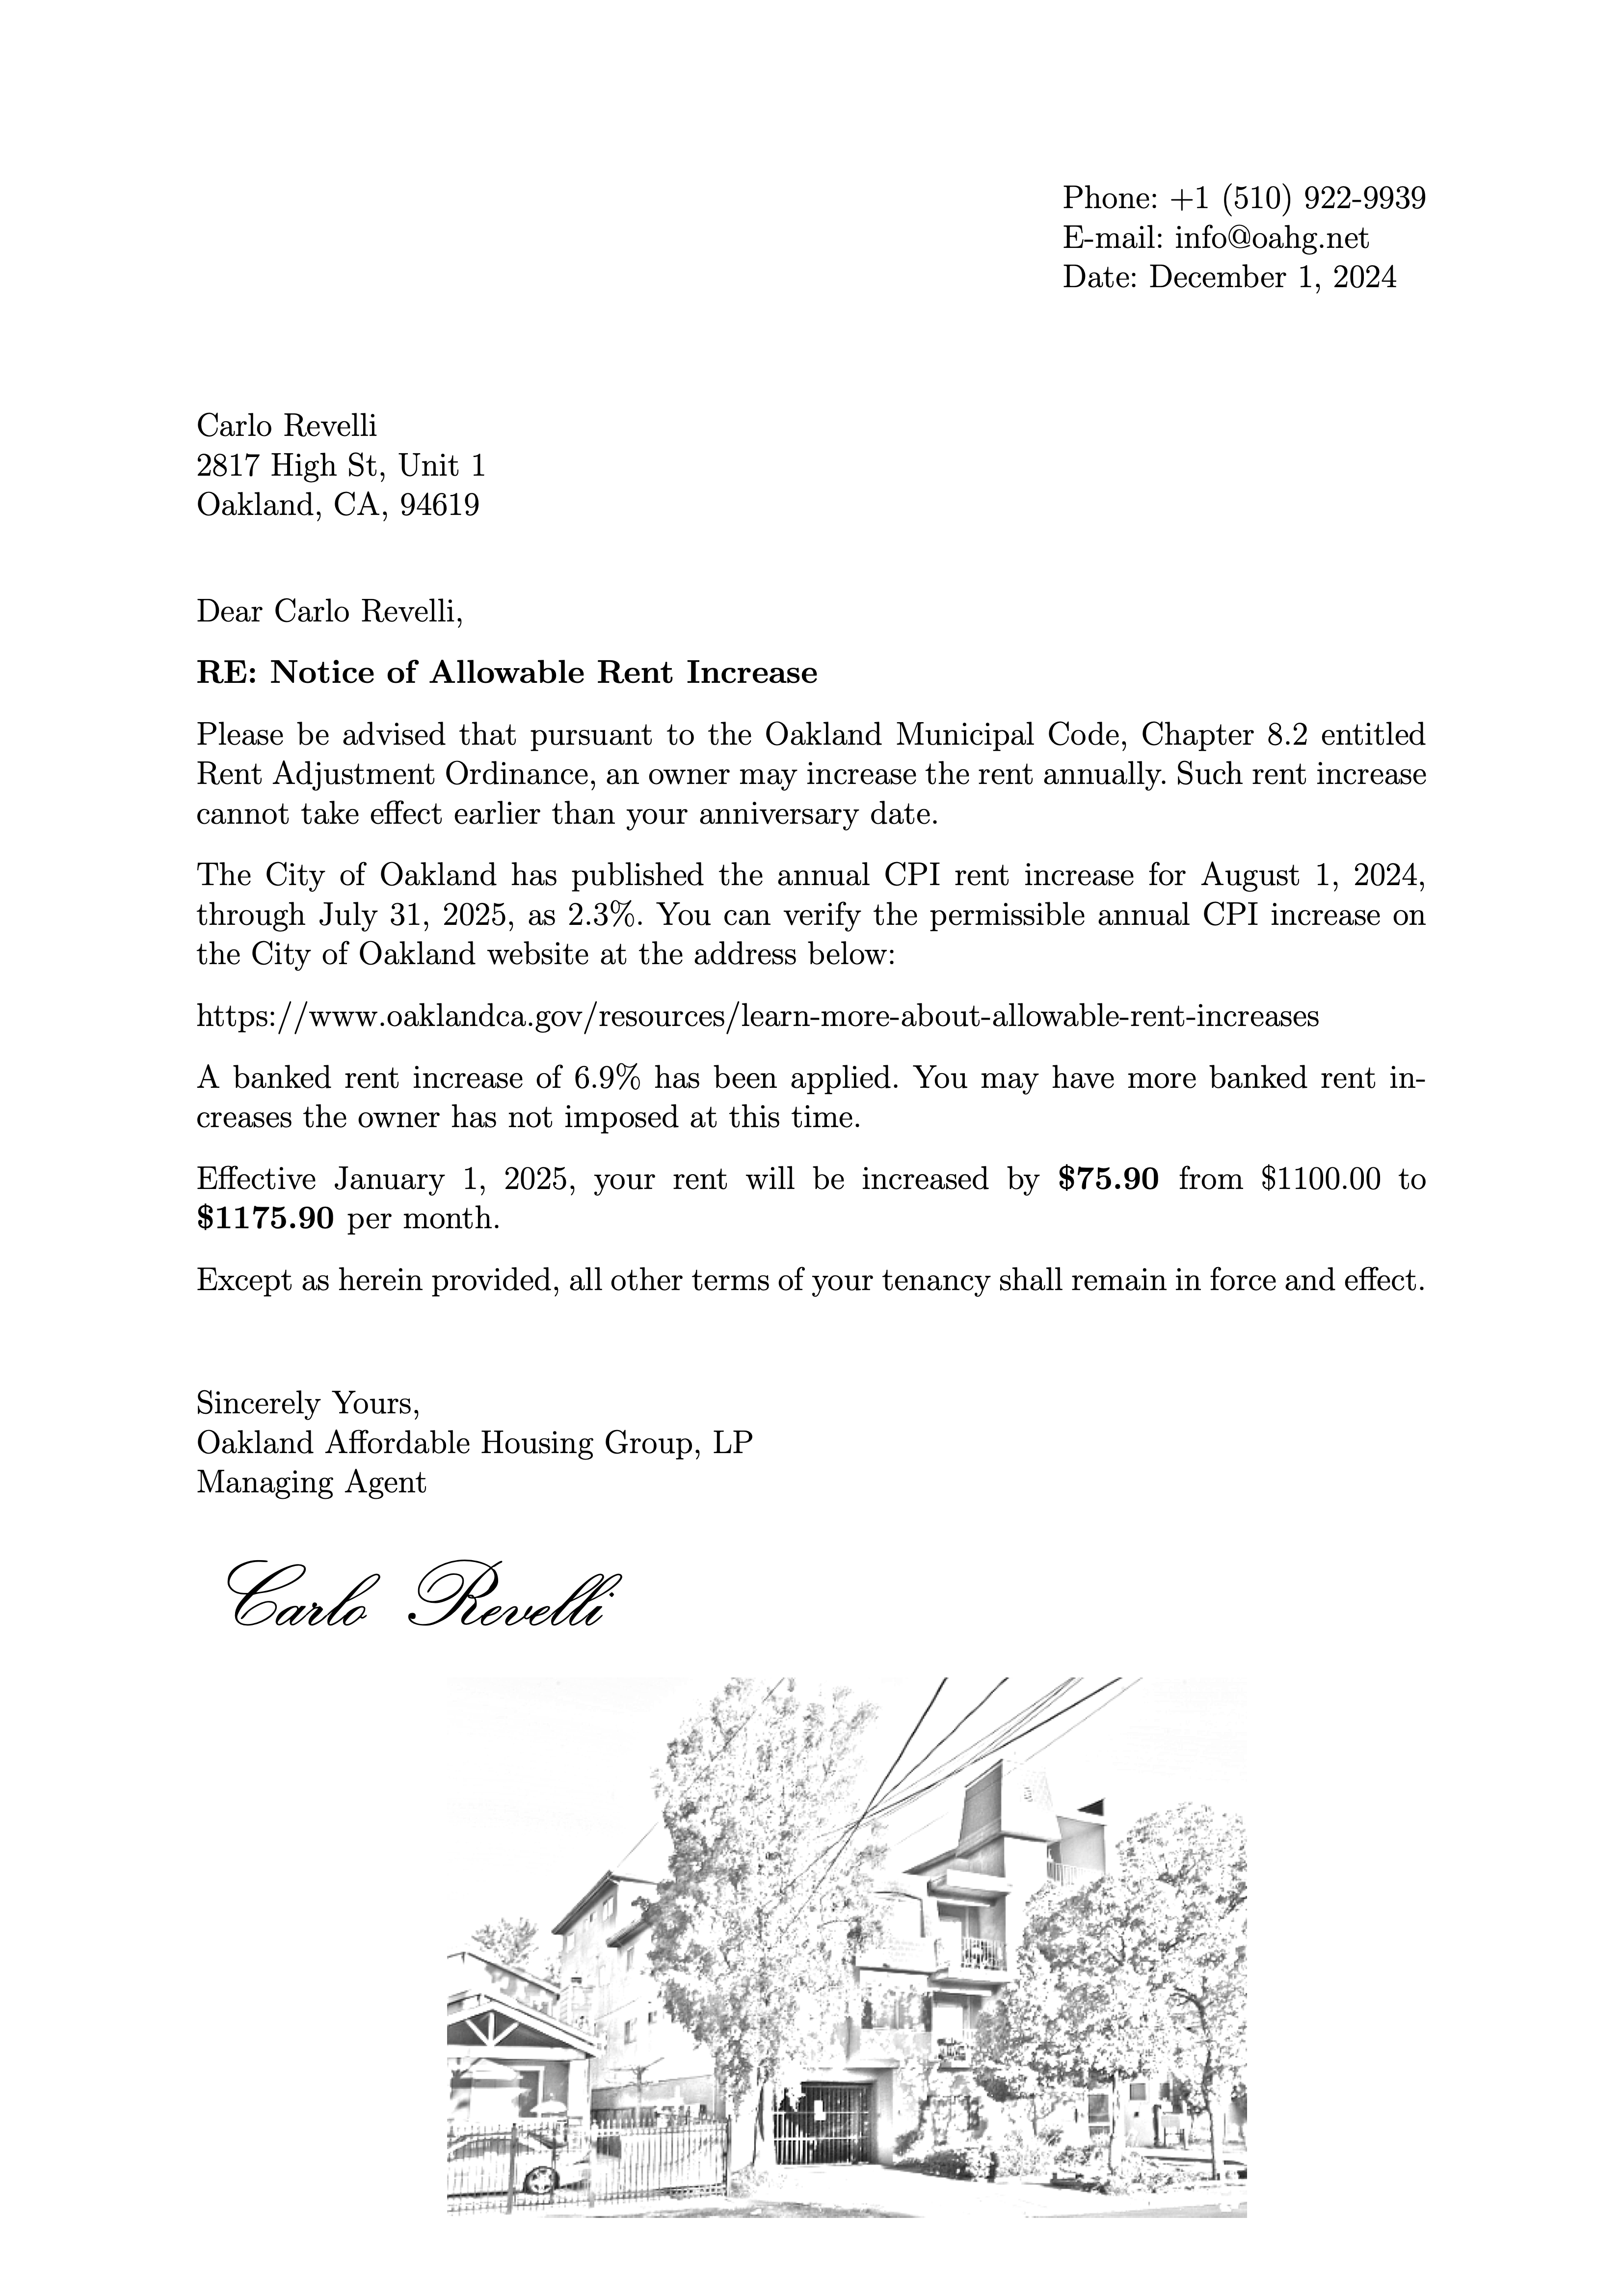 Phone: +1 (510) 922-9939
E-mail: info@oahg.net
Date: December 1, 2024
Carlo Revelli
2817 High St, Unit 1
Oakland, CA, 94619
Dear Carlo Revelli,
RE: Notice of Allowable Rent Increase
Please be advised that pursuant to the Oakland Municipal Code, Chapter 8.2 entitled
Rent Adjustment Ordinance, an owner may increase the rent annually. Such rent increase
cannot take effect earlier than your anniversary date.
The City of Oakland has published the annual CPI rent increase for August 1, 2024,
through July 31, 2025, as 2.3%. You can verify the permissible annual CPI increase on
the City of Oakland website at the address below:
https://www.oaklandca.gov/resources/learn-more-about-allowable-rent-increases
A banked rent increase of 6.9% has been applied. You may have more banked rent in-
creases the owner has not imposed at this time.
Effective January 1, 2025, your rent will be increased by $75.90 from $1100.00 to
$1175.90 per month.
Except as herein provided, all other terms of your tenancy shall remain in force and effect.
Sincerely Yours,
Oakland Affordable Housing Group, LP
Managing Agent
Carlo Revelli